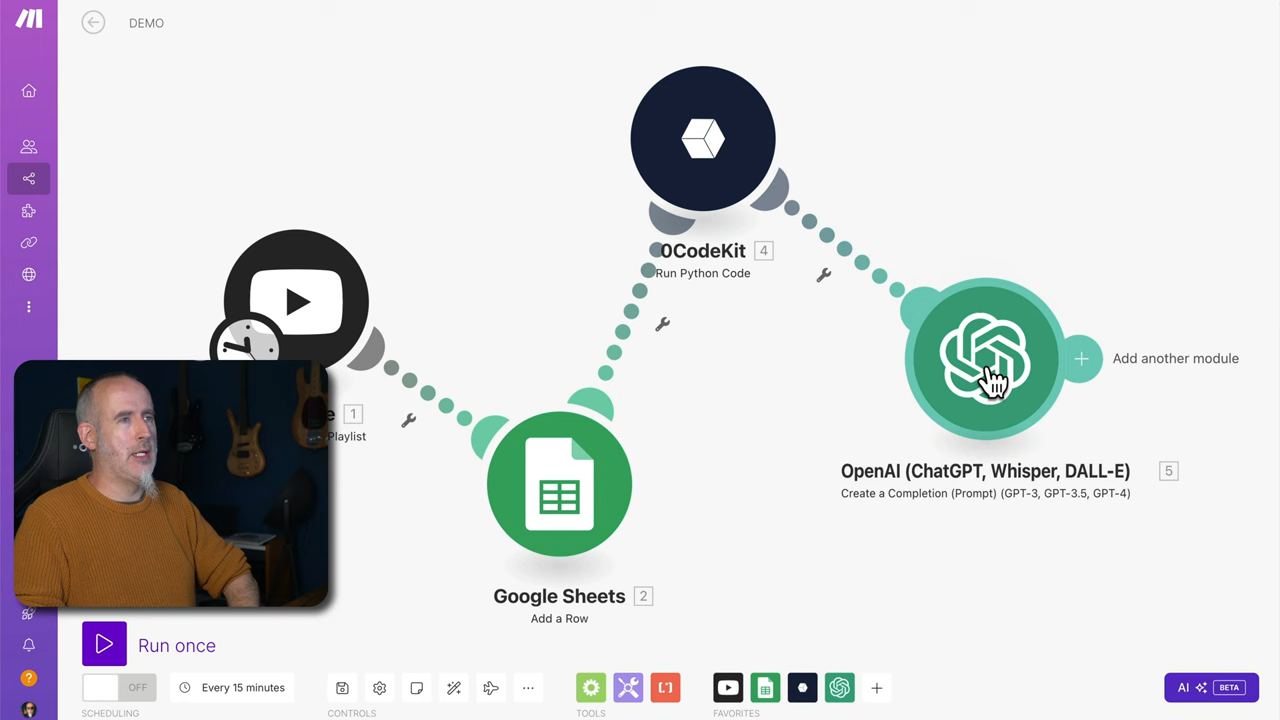 DEMO
0CodeKit 4
Run Python Code
1
Playlist
Add another module
OpenAI (ChatGPT, Whisper, DALL-E) 5
Create a Completion (Prompt) (GPT-3, GPT-3.5, GPT-4)
Google Sheets 2
Add a Row
Run once
OFF
Every 15 minutes
[.*]
AI BETA
SCHEDULING
CONTROLS
TOOLS
FAVORITES
?